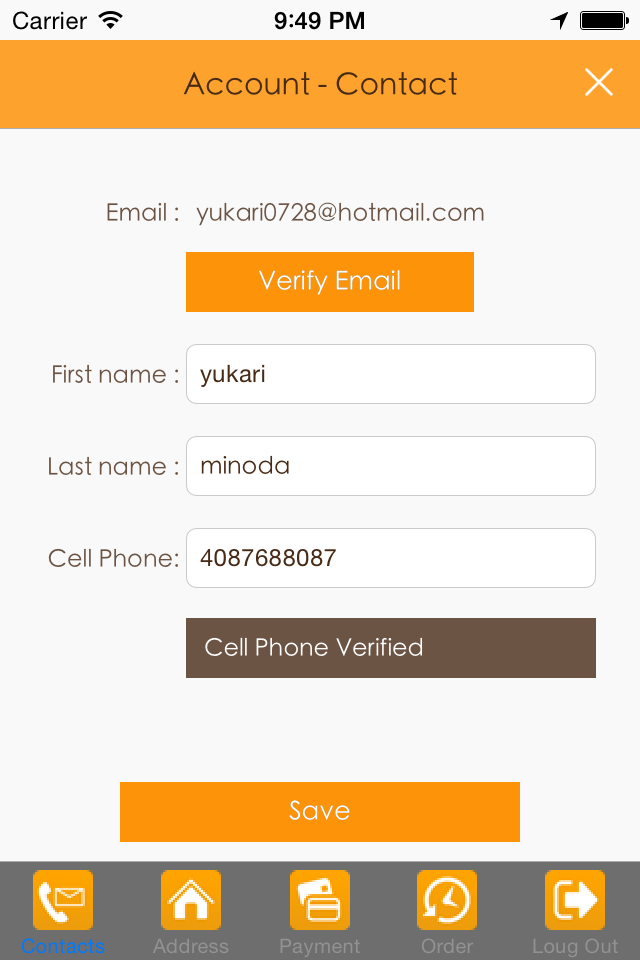 Carrier 9:49 PM
Account - Contact
Email : yukari0728@hotmail.com
Verify Email
First name : yukari
Last name : minoda
Cell Phone: 4087688087
Cell Phone Verified
Save
Contacts Address Payment Order Loug Out